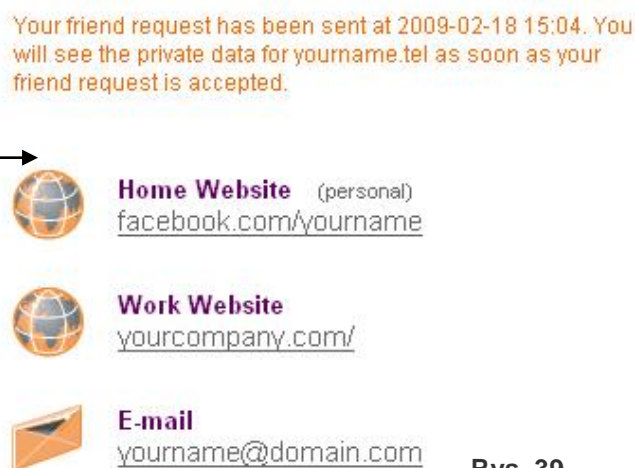 Your friend request has been sent at 2009-02-18 15:04. You
will see the private data for yourname.tel as soon as your
friend request is accepted.
Home Website (personal)
facebook.com/yourname
Work Website
yourcompany.com/
E-mail
yourname@domain.com
Rys. 39